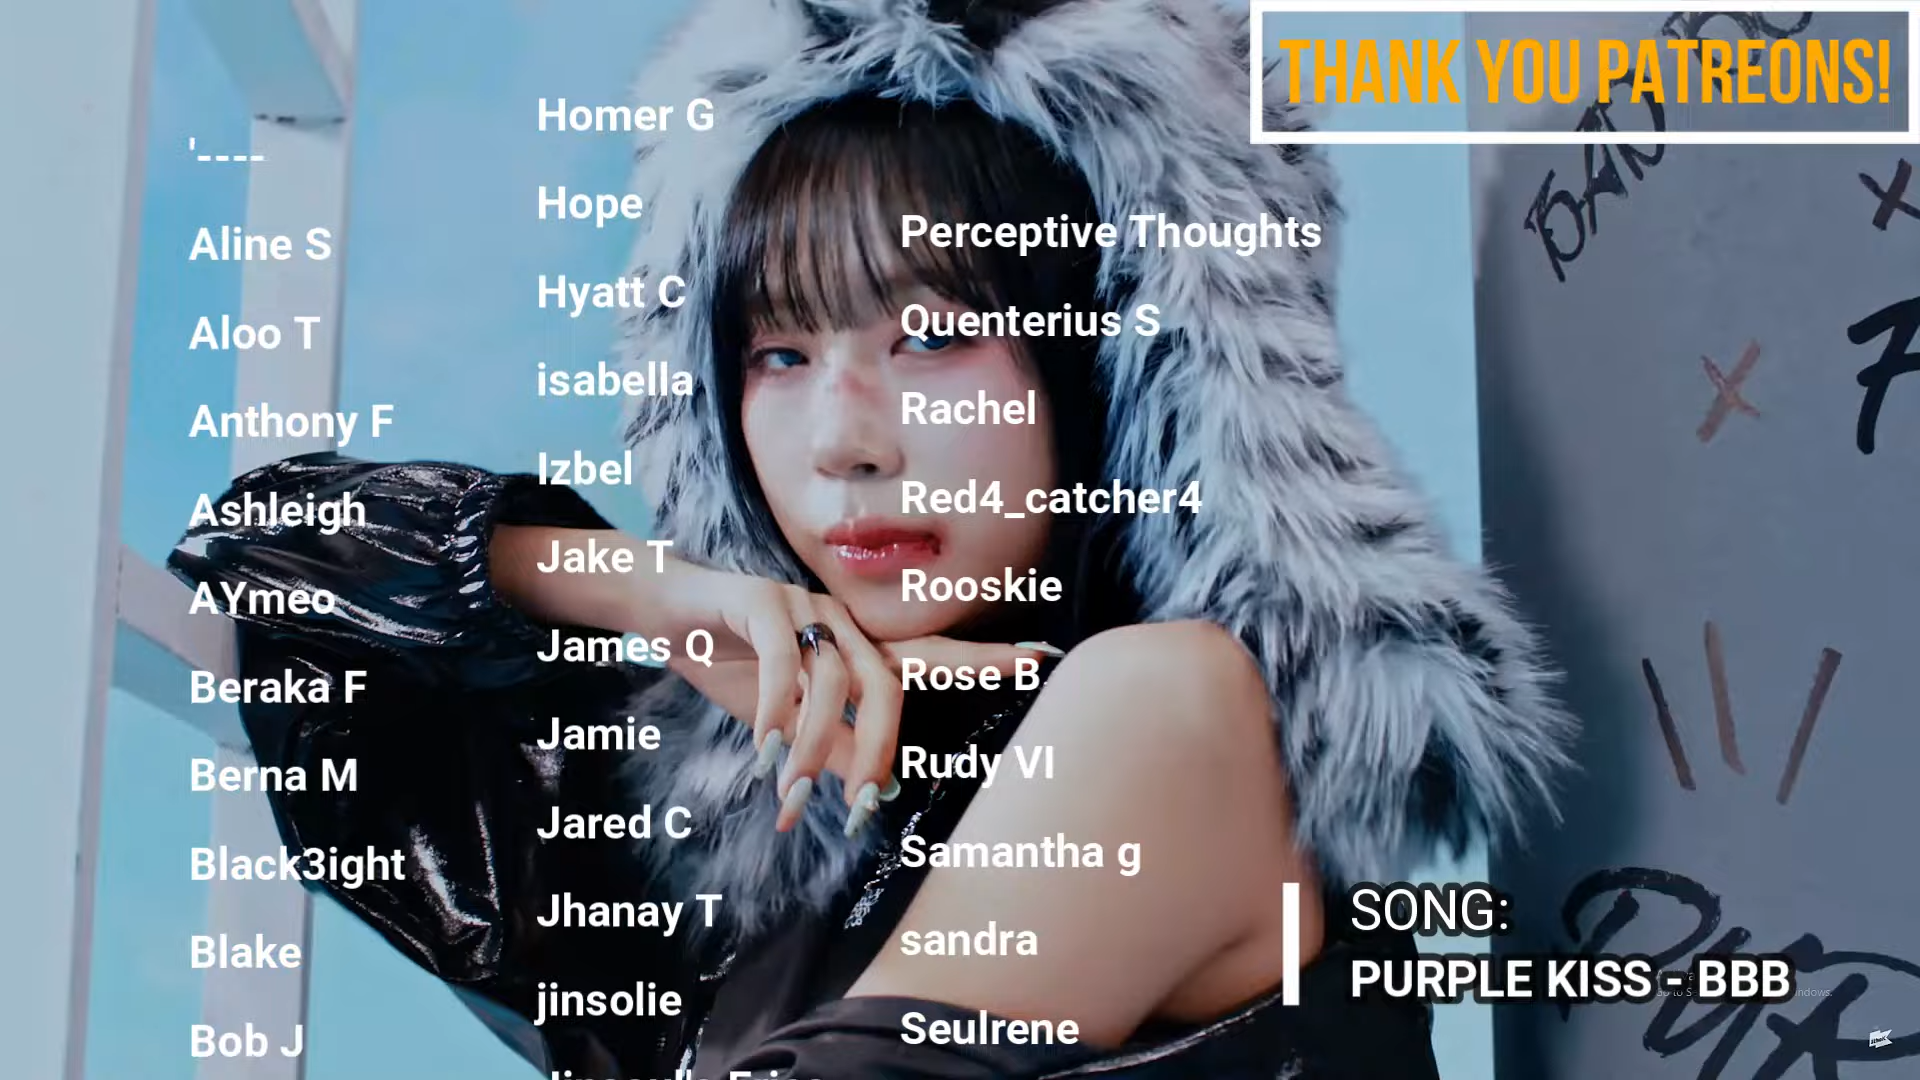 THANK YOU PATREONS!
'----
Aline S
Aloo T
Anthony F
Ashleigh
AYmeo
Beraka F
Berna M
Black3ight
Blake
Bob J
Homer G
Hope
Hyatt C
isabella
Izbel
Jake T
James Q
Jamie
Jared C
Jhanay T
jinsolie
Perceptive Thoughts
Quenterius S
Rachel
Red4_catcher4
Rooskie
Rose B
Rudy VI
Samantha g
sandra
Seulrene
SONG:
PURPLE KISS - BBB